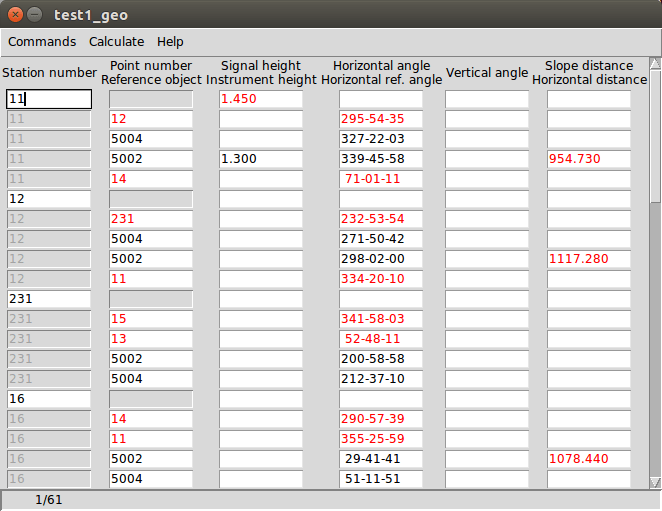 test1_geo
Commands Calculate Help
Station number Point number Signal height Horizontal angle Vertical angle Slope distance
Reference object Instrument height Horizontal ref. angle Horizontal distance
11 1.450
11 12 295-54-35
11 5004 327-22-03
11 5002 1.300 339-45-58 954.730
11 14 71-01-11
12
12 231 232-53-54
12 5004 271-50-42
12 5002 298-02-00 1117.280
12 11 334-20-10
231
231 15 341-58-03
231 13 52-48-11
231 5002 200-58-58
231 5004 212-37-10
16
16 14 290-57-39
16 11 355-25-59
16 5002 29-41-41 1078.440
16 5004 51-11-51
1/61